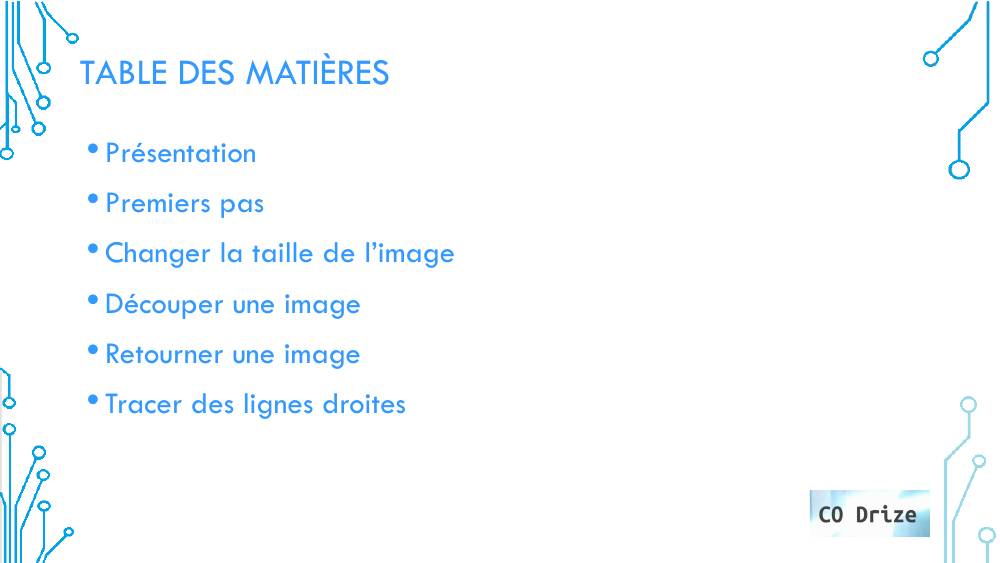 TABLE DES MATIÈRES
• Présentation
• Premiers pas
• Changer la taille de l’image
• Découper une image
• Retourner une image
• Tracer des lignes droites
CO Drize